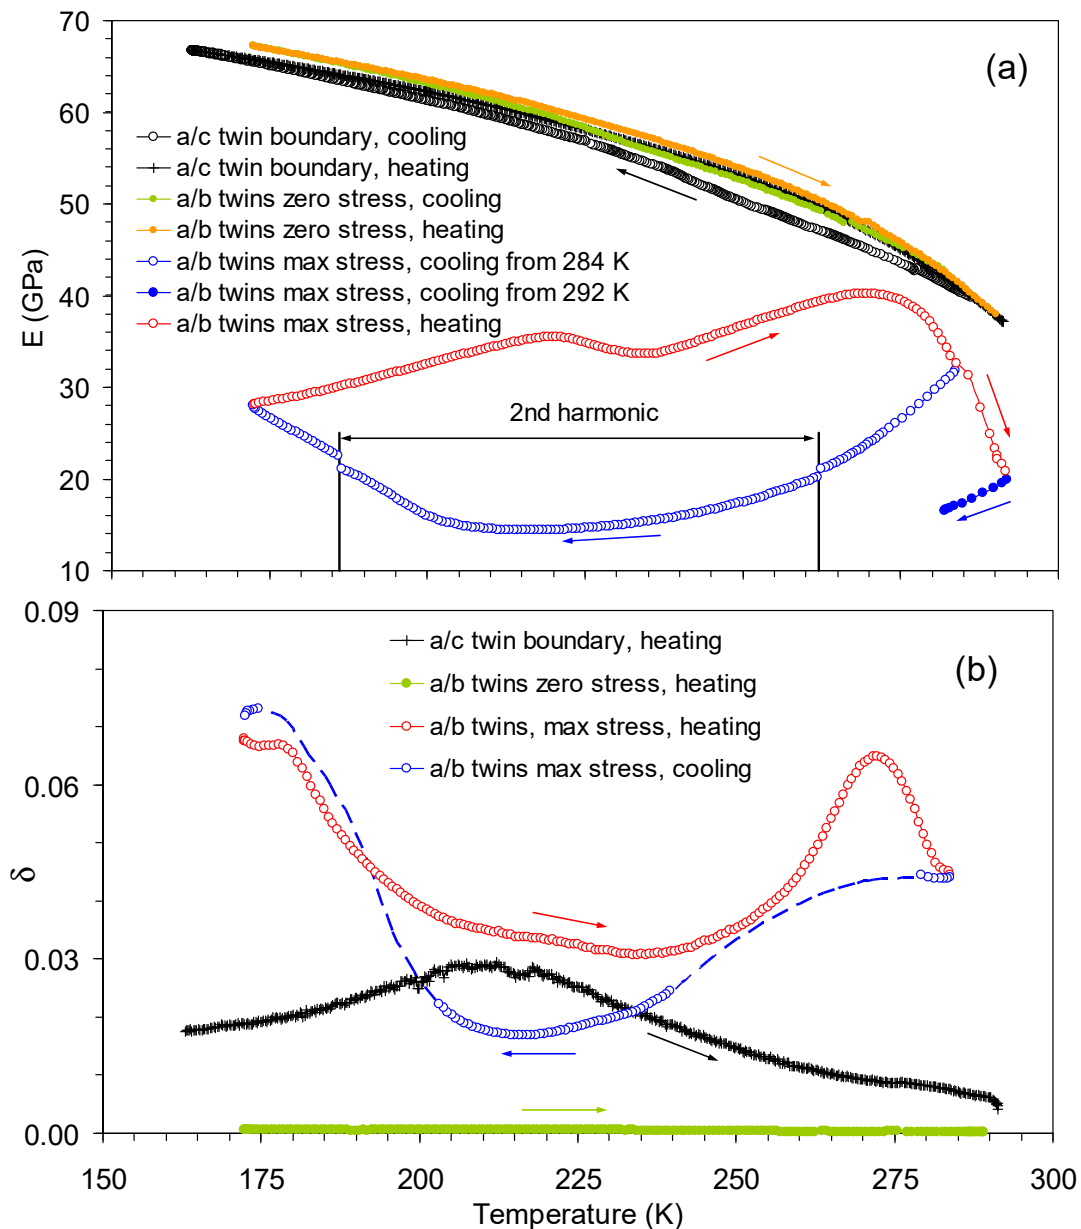 70
(a)
60
a/c twin boundary, cooling
a/c twin boundary, heating
a/b twins zero stress, cooling
50
a/b twins zero stress, heating
a/b twins max stress, cooling from 284 K
a/b twins max stress, cooling from 292 K
40
a/b twins max stress, heating
E (GPa)
30
2nd harmonic
20
10
0.09
a/c twin boundary, heating
(b)
a/b twins zero stress, heating
a/b twins, max stress, heating
a/b twins max stress, cooling
0.06
δ
0.03
0.00
150 175 200 225 250 275 300
Temperature (K)